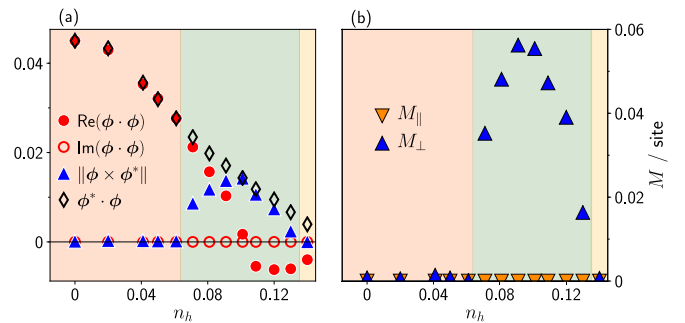 (a)
0.04
0.02
0
Re(ϕ · ϕ)
Im(ϕ · ϕ)
‖ϕ × ϕ*‖
ϕ* · ϕ
0 0.04 0.08 0.12
n_h
(b)
M_∥
M_⊥
0.06
0.04
0.02
0
M / site
0.00 0.04 0.08 0.12
n_h